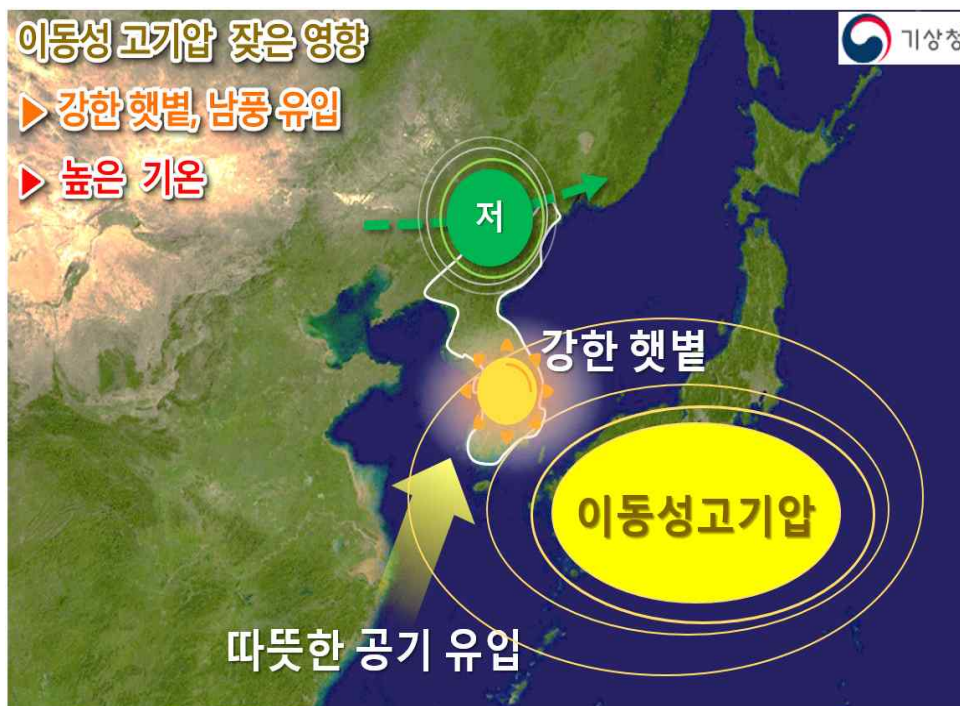 이동성 고기압 잦은 영향
▶ 강한 햇볕, 남풍 유입
▶ 높은 기온
기상청
저
강한 햇볕
이동성고기압
따뜻한 공기 유입